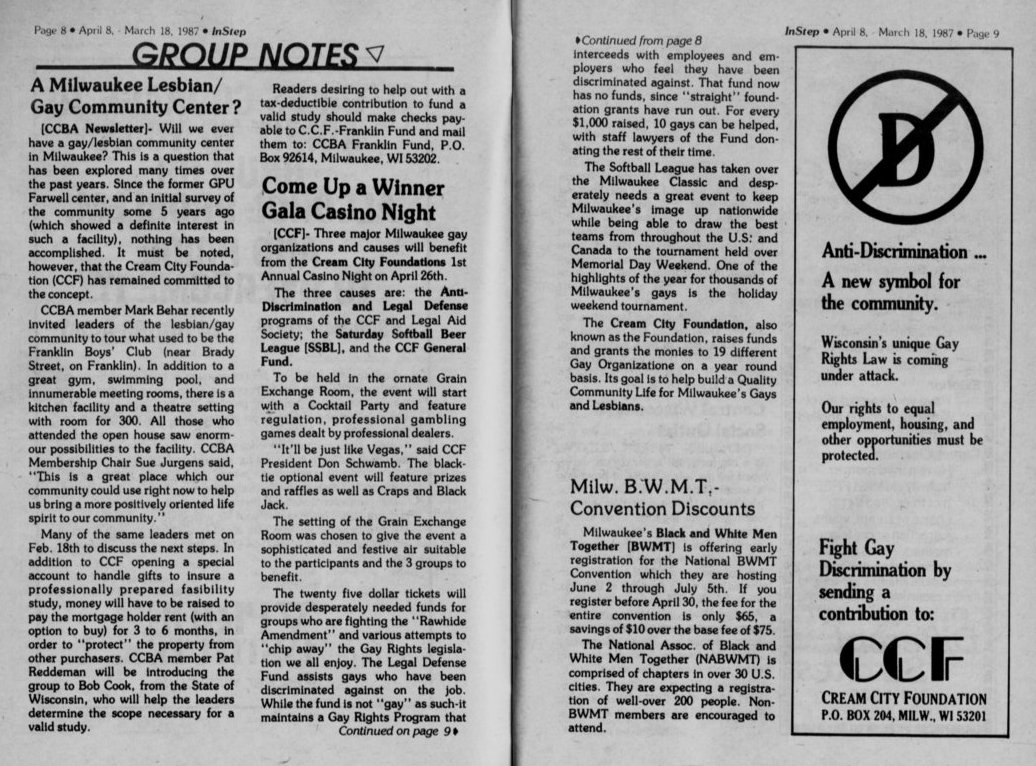 Page 8 • April 8, - March 18, 1987 • InStep
GROUP NOTES
A Milwaukee Lesbian/
Gay Community Center?
[CCBA Newsletter]- Will we ever
have a gay/lesbian community center
in Milwaukee? This is a question that
has been explored many times over
the past years. Since the former GPU
Farwell center, and an initial survey of
the community some 5 years ago
(which showed a definite interest in
such a facility), nothing has been
accomplished. It must be noted,
however, that the Cream City Founda-
tion (CCF) has remained committed to
the concept.
CCBA member Mark Behar recently
invited leaders of the lesbian/gay
community to tour what used to be the
Franklin Boys' Club (near Brady
Street, on Franklin). In addition to a
great gym, swimming pool, and
innumerable meeting rooms, there is a
kitchen facility and a theatre setting
with room for 300. All those who
attended the open house saw enorm-
our possibilities to the facility. CCBA
Membership Chair Sue Jurgens said,
"This is a great place which our
community could use right now to help
us bring a more positively oriented life
spirit to our community."
Many of the same leaders met on
Feb. 18th to discuss the next steps. In
addition to CCF opening a special
account to handle gifts to insure a
professionally prepared fasibility
study, money will have to be raised to
pay the mortgage holder rent (with an
option to buy) for 3 to 6 months, in
order to "protect" the property from
other purchasers. CCBA member Pat
Reddeman will be introducing the
group to Bob Cook, from the State of
Wisconsin, who will help the leaders
determine the scope necessary for a
valid study.
Readers desiring to help out with a
tax-deductible contribution to fund a
valid study should make checks pay-
able to C.C.F.-Franklin Fund and mail
them to: CCBA Franklin Fund, P.O.
Box 92614, Milwaukee, WI 53202.
Come Up a Winner
Gala Casino Night
[CCF]- Three major Milwaukee gay
organizations and causes will benefit
from the Cream City Foundations 1st
Annual Casino Night on April 26th.
The three causes are: the Anti-
Discrimination and Legal Defense
programs of the CCF and Legal Aid
Society; the Saturday Softball Beer
League [SSBL], and the CCF General
Fund.
To be held in the ornate Grain
Exchange Room, the event will start
with a Cocktail Party and feature
regulation, professional gambling
games dealt by professional dealers.
"It'll be just like Vegas," said CCF
President Don Schwamb. The black-
tie optional event will feature prizes
and raffles as well as Craps and Black
Jack.
The setting of the Grain Exchange
Room was chosen to give the event a
sophisticated and festive air suitable
to the participants and the 3 groups to
benefit.
The twenty five dollar tickets will
provide desperately needed funds for
groups who are fighting the "Rawhide
Amendment" and various attempts to
"chip away" the Gay Rights legisla-
tion we all enjoy. The Legal Defense
Fund assists gays who have been
discriminated against on the job.
While the fund is not "gay" as such-it
maintains a Gay Rights Program that
Continued on page 9
Continued from page 8
interceeds with employees and em-
ployers who feel they have been
discriminated against. That fund now
has no funds, since "straight" found-
ation grants have run out. For every
$1,000 raised, 10 gays can be helped,
with staff lawyers of the Fund don-
ating the rest of their time.
The Softball League has taken over
the Milwaukee Classic and desp-
erately needs a great event to keep
Milwaukee's image up nationwide
while being able to draw the best
teams from throughout the U.S. and
Canada to the tournament held over
Memorial Day Weekend. One of the
highlights of the year for thousands of
Milwaukee's gays is the holiday
weekend tournament.
The Cream City Foundation, also
known as the Foundation, raises funds
and grants the monies to 19 different
Gay Organizatione on a year round
basis. Its goal is to help build a Quality
Community Life for Milwaukee's Gays
and Lesbians.
Milw. B.W.M.T.-
Convention Discounts
Milwaukee's Black and White Men
Together [BWMT] is offering early
registration for the National BWMT
Convention which they are hosting
June 2 through July 5th. If you
register before April 30, the fee for the
entire convention is only $65, a
savings of $10 over the base fee of $75.
The National Assoc. of Black and
White Men Together (NABWMT) is
comprised of chapters in over 30 U.S.
cities. They are expecting a registra-
tion of well-over 200 people. Non-
BWMT members are encouraged to
attend.
InStep • April 8, - March 18, 1987 • Page 9
D
Anti-Discrimination ...
A new symbol for
the community.
Wisconsin's unique Gay
Rights Law is coming
under attack.
Our rights to equal
employment, housing, and
other opportunities must be
protected.
Fight Gay
Discrimination by
sending a
contribution to:
CCF
CREAM CITY FOUNDATION
P.O. BOX 204, MILW., WI 53201